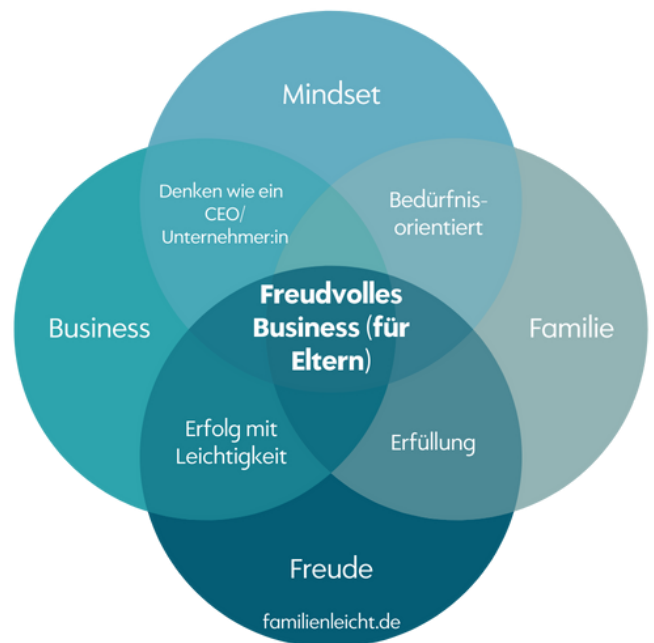 Mindset
Denken wie ein
CEO/
Unternehmer:in
Bedürfnis-
orientiert
Freudvolles
Business (für
Eltern)
Business
Familie
Erfolg mit
Leichtigkeit
Erfüllung
Freude
familienleicht.de